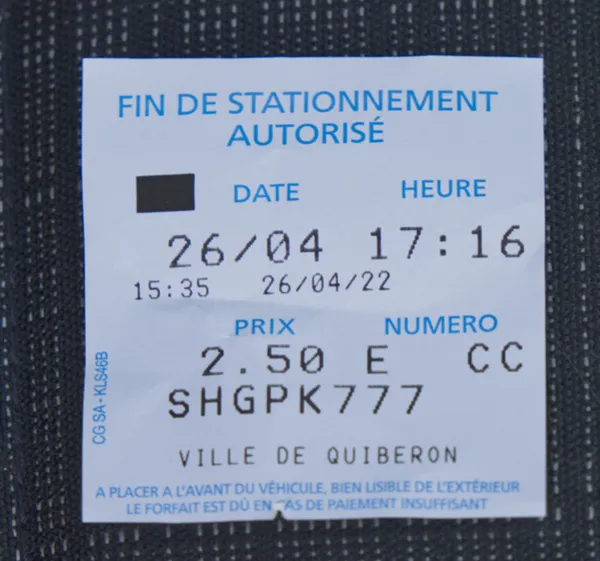 FIN DE STATIONNEMENT
AUTORISÉ
DATE HEURE
26/04 17:16
15:35 26/04/22
PRIX NUMERO
2.50 E CC
SHGPK777
VILLE DE QUIBERON
A PLACER A L'AVANT DU VÉHICULE, BIEN LISIBLE DE L'EXTÉRIEUR
LE FORFAIT EST DÛ EN CAS DE PAIEMENT INSUFFISANT
CG SA - KLS46B